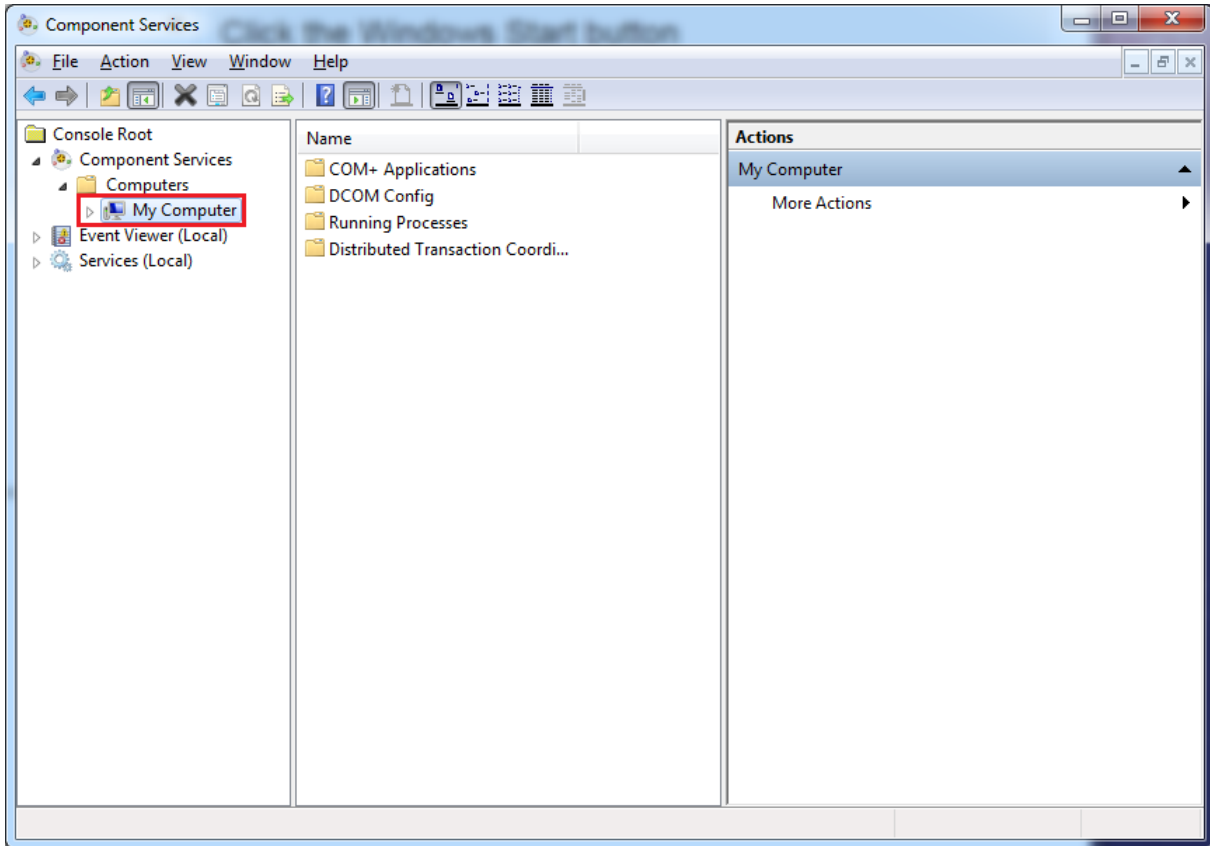 Component Services
Click the Windows Start button
File Action View Window Help
Console Root
Component Services
Computers
My Computer
Event Viewer (Local)
Services (Local)
Name
COM+ Applications
DCOM Config
Running Processes
Distributed Transaction Coordi...
Actions
My Computer
More Actions